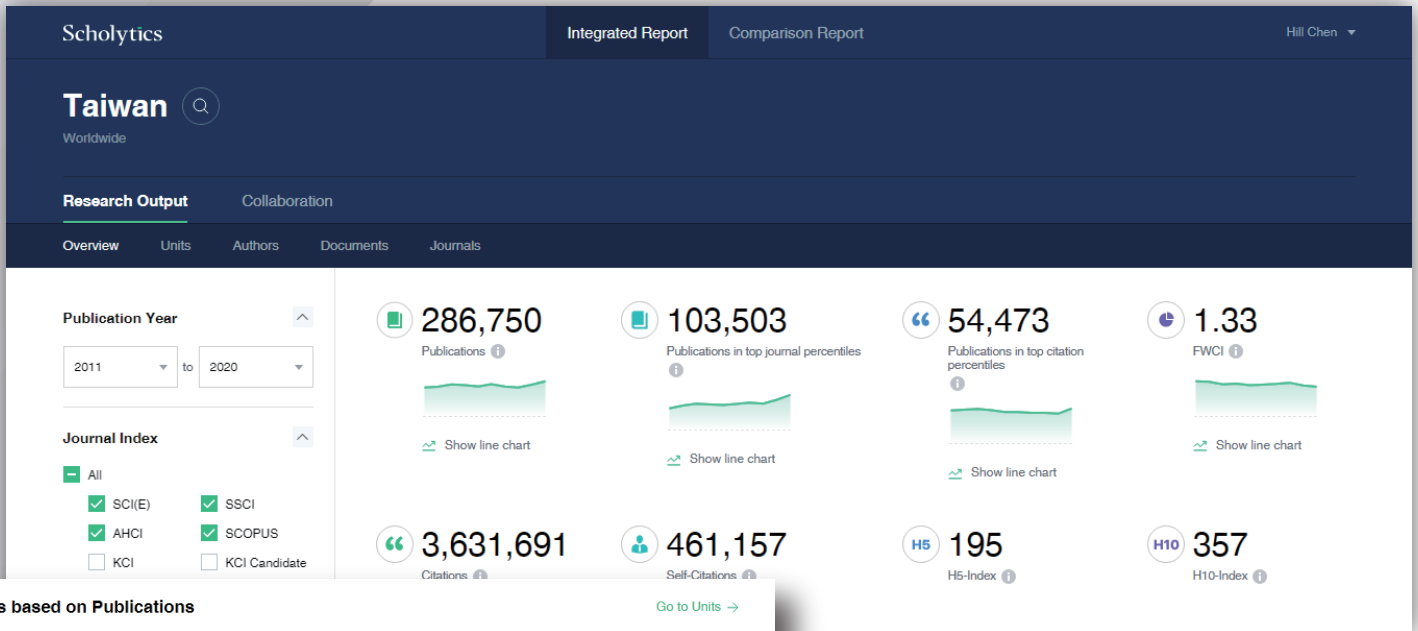 Scholytics
Integrated Report
Comparison Report
Hill Chen
Taiwan
Worldwide
Research Output
Collaboration
Overview
Units
Authors
Documents
Journals
Publication Year
2011
to
2020
Journal Index
All
SCI(E)
SSCI
AHCI
SCOPUS
KCI
KCI Candidate
286,750
Publications
Show line chart
103,503
Publications in top journal percentiles
Show line chart
54,473
Publications in top citation
percentiles
Show line chart
1.33
FWCI
Show line chart
3,631,691
Citations
461,157
Self-Citations
H5
195
H5-Index
H10
357
H10-Index
based on Publications
Go to Units →